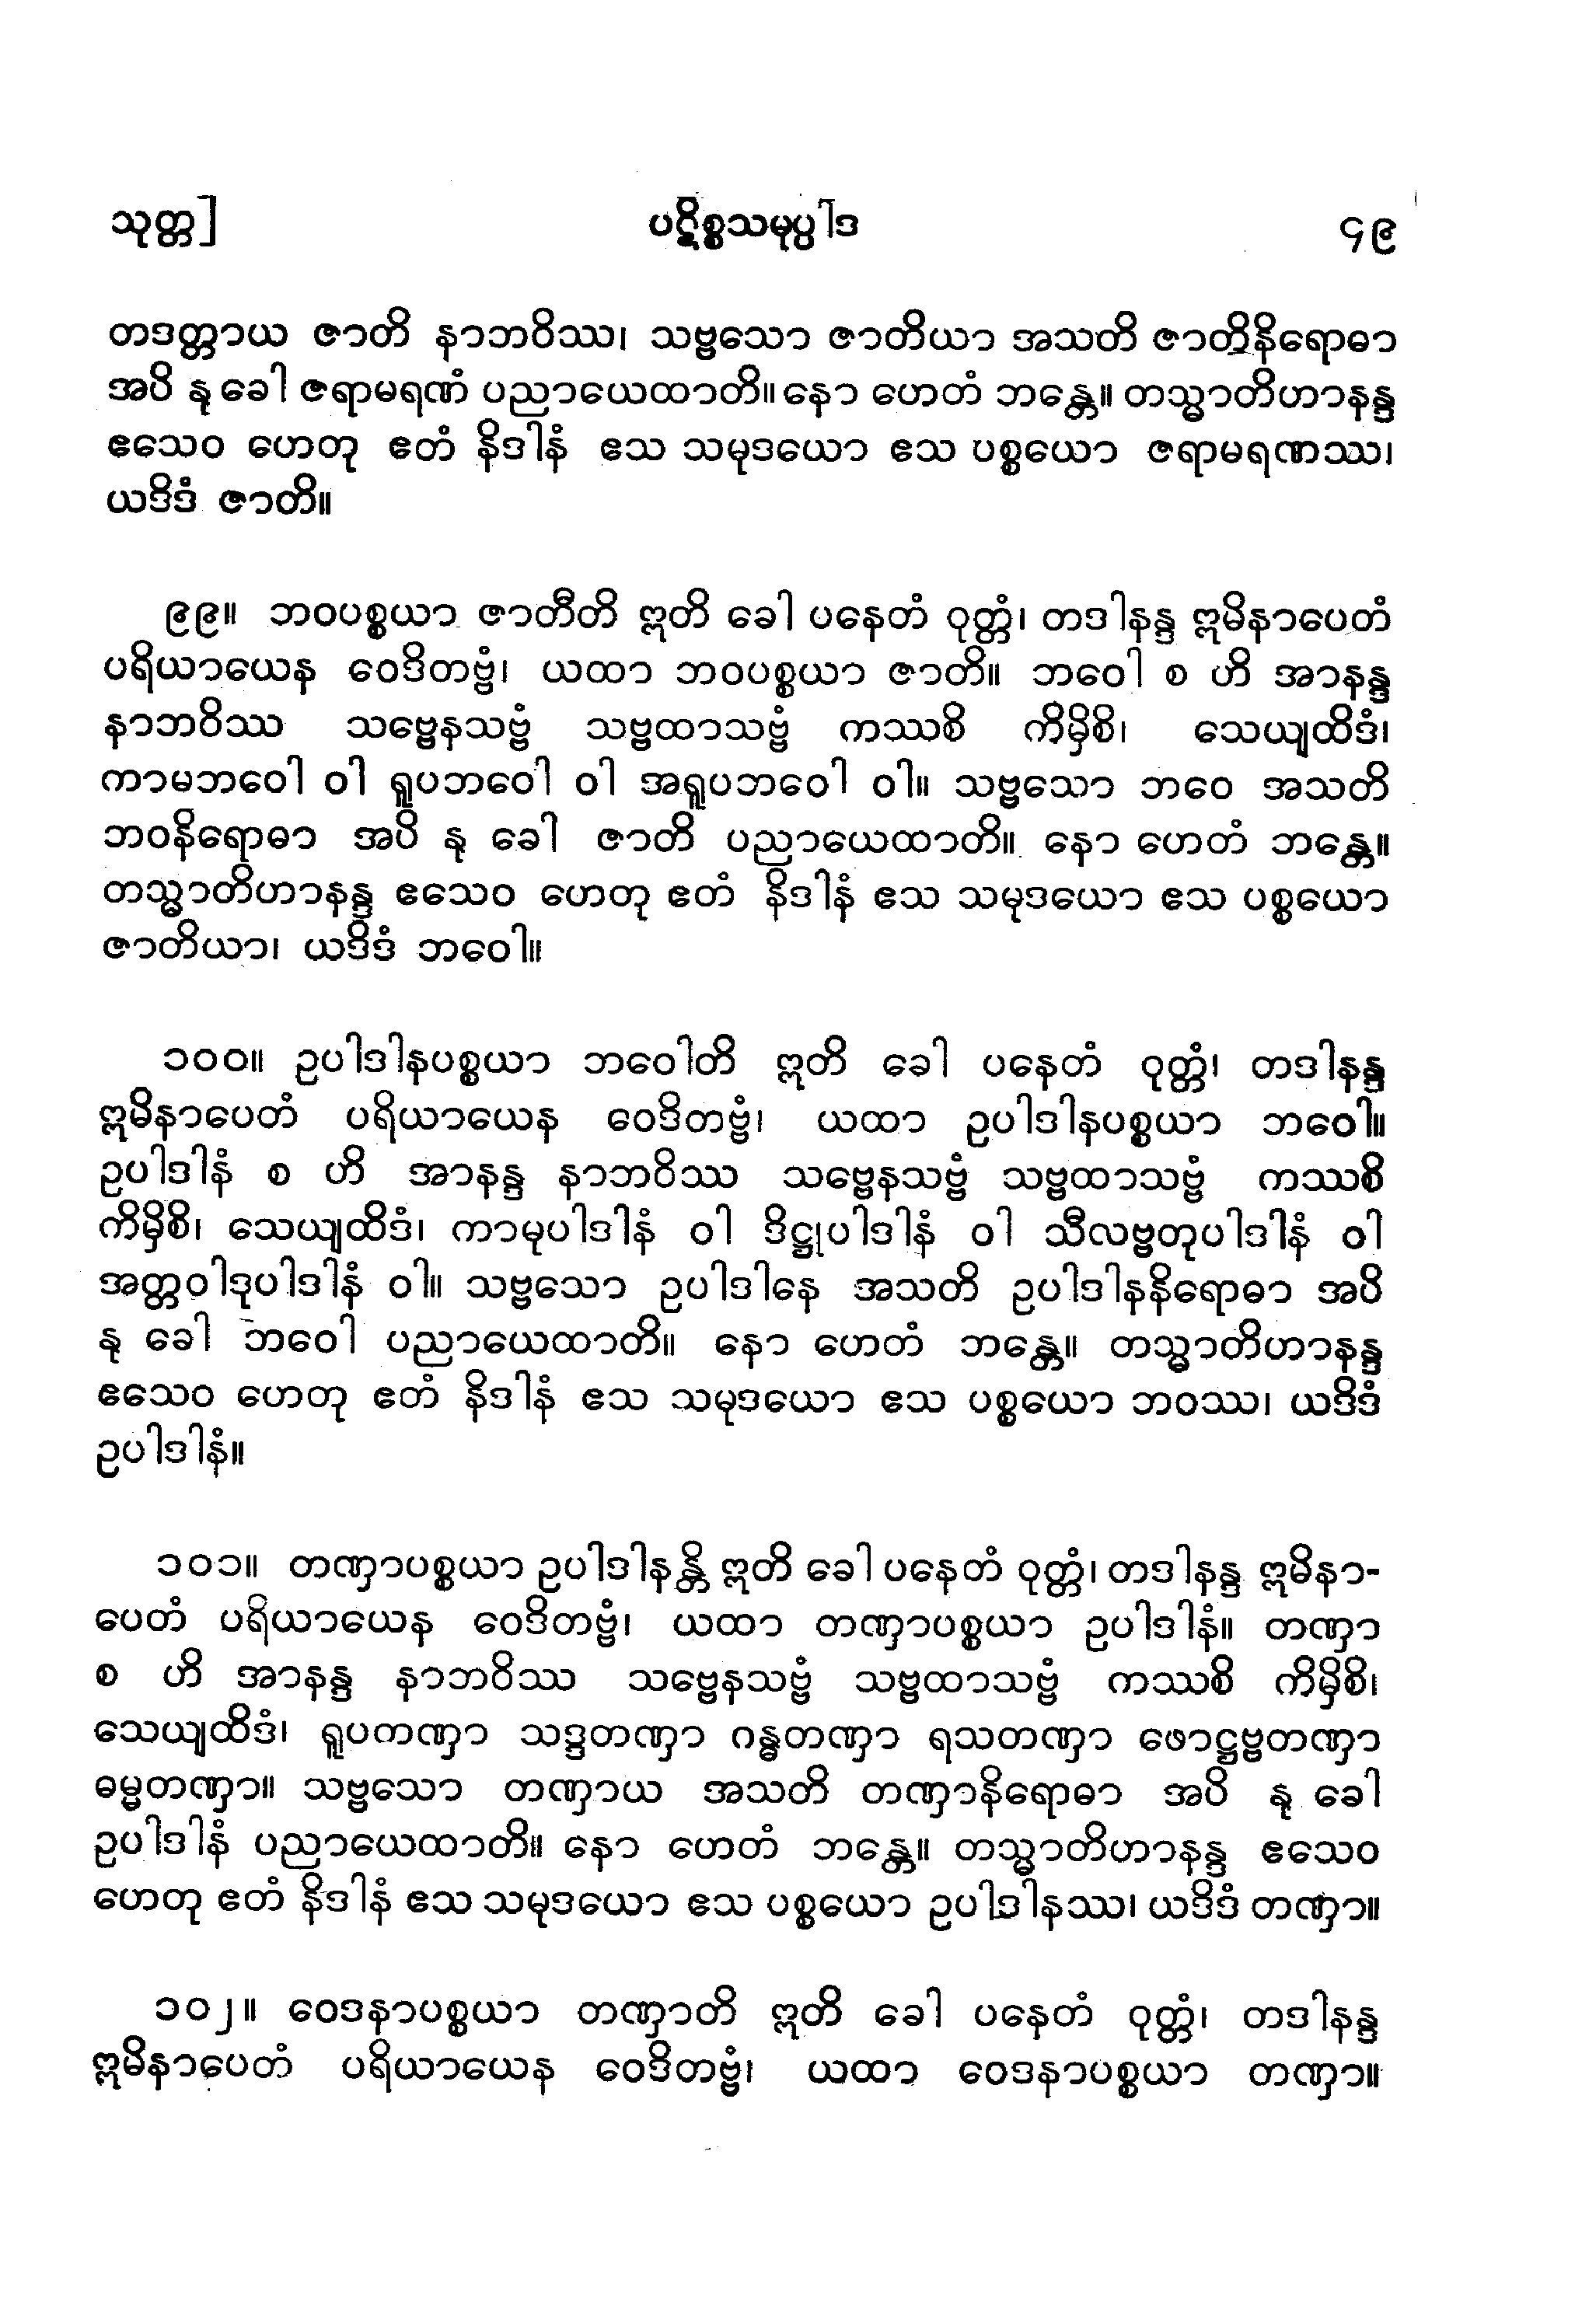 သုတ္တ] ပဋိစ္စသမုပ္ပါဒ ၄၉
တဒတ္တာယ ဇာတိ နာဘဝိဿ၊ သဗ္ဗသော ဇာတိယာ အသတိ ဇာတိနိရောဓာ
အပိ နု ခေါ ဇရာမရဏံ ပညာယေထာတိ။ နော ဟေတံ ဘန္တေ။ တသ္မာတိဟာနန္ဒ
ဧသေဝ ဟေတု ဧတံ နိဒါနံ ဧသ သမုဒယော ဧသ ပစ္စယော ဇရာမရဏဿ၊
ယဒိဒံ ဇာတိ။
၉၉။ ဘဝပစ္စယာ ဇာတီတိ ဣတိ ခေါ ပနေတံ ဝုတ္တံ၊ တဒါနန္ဒ ဣမိနာပေတံ
ပရိယာယေန ဝေဒိတဗ္ဗံ၊ ယထာ ဘဝပစ္စယာ ဇာတိ။ ဘဝေါ စ ဟိ အာနန္ဒ
နာဘဝိဿ သဗ္ဗေနသဗ္ဗံ သဗ္ဗထာသဗ္ဗံ ကဿစိ ကိမှိစိ၊ သေယျထိဒံ၊
ကာမဘဝေါ ဝါ ရူပဘဝေါ ဝါ အရူပဘဝေါ ဝါ။ သဗ္ဗသော ဘဝေ အသတိ
ဘဝနိရောဓာ အပိ နု ခေါ ဇာတိ ပညာယေထာတိ။ နော ဟေတံ ဘန္တေ။
တသ္မာတိဟာနန္ဒ ဧသေဝ ဟေတု ဧတံ နိဒါနံ ဧသ သမုဒယော ဧသ ပစ္စယော
ဇာတိယာ၊ ယဒိဒံ ဘဝေါ။
၁၀၀။ ဥပါဒါနပစ္စယာ ဘဝေါတိ ဣတိ ခေါ ပနေတံ ဝုတ္တံ၊ တဒါနန္ဒ
ဣမိနာပေတံ ပရိယာယေန ဝေဒိတဗ္ဗံ၊ ယထာ ဥပါဒါနပစ္စယာ ဘဝေါ။
ဥပါဒါနံ စ ဟိ အာနန္ဒ နာဘဝိဿ သဗ္ဗေနသဗ္ဗံ သဗ္ဗထာသဗ္ဗံ ကဿစိ
ကိမှိစိ၊ သေယျထိဒံ၊ ကာမုပါဒါနံ ဝါ ဒိဋ္ဌုပါဒါနံ ဝါ သီလဗ္ဗတုပါဒါနံ ဝါ
အတ္တဝါဒုပါဒါနံ ဝါ။ သဗ္ဗသော ဥပါဒါနေ အသတိ ဥပါဒါနနိရောဓာ အပိ
နု ခေါ ဘဝေါ ပညာယေထာတိ။ နော ဟေတံ ဘန္တေ။ တသ္မာတိဟာနန္ဒ
ဧသေဝ ဟေတု ဧတံ နိဒါနံ ဧသ သမုဒယော ဧသ ပစ္စယော ဘဝဿ၊ ယဒိဒံ
ဥပါဒါနံ။
၁၀၁။ တဏှာပစ္စယာ ဥပါဒါနန္တိ ဣတိ ခေါ ပနေတံ ဝုတ္တံ၊ တဒါနန္ဒ ဣမိနာ-
ပေတံ ပရိယာယေန ဝေဒိတဗ္ဗံ၊ ယထာ တဏှာပစ္စယာ ဥပါဒါနံ။ တဏှာ
စ ဟိ အာနန္ဒ နာဘဝိဿ သဗ္ဗေနသဗ္ဗံ သဗ္ဗထာသဗ္ဗံ ကဿစိ ကိမှိစိ၊
သေယျထိဒံ၊ ရူပတဏှာ သဒ္ဒတဏှာ ဂန္ဓတဏှာ ရသတဏှာ ဖောဋ္ဌဗ္ဗတဏှာ
ဓမ္မတဏှာ။ သဗ္ဗသော တဏှာယ အသတိ တဏှာနိရောဓာ အပိ နု ခေါ
ဥပါဒါနံ ပညာယေထာတိ။ နော ဟေတံ ဘန္တေ။ တသ္မာတိဟာနန္ဒ ဧသေဝ
ဟေတု ဧတံ နိဒါနံ ဧသ သမုဒယော ဧသ ပစ္စယော ဥပါဒါနဿ၊ ယဒိဒံ တဏှာ။
၁၀၂။ ဝေဒနာပစ္စယာ တဏှာတိ ဣတိ ခေါ ပနေတံ ဝုတ္တံ၊ တဒါနန္ဒ
ဣမိနာပေတံ ပရိယာယေန ဝေဒိတဗ္ဗံ၊ ယထာ ဝေဒနာပစ္စယာ တဏှာ။